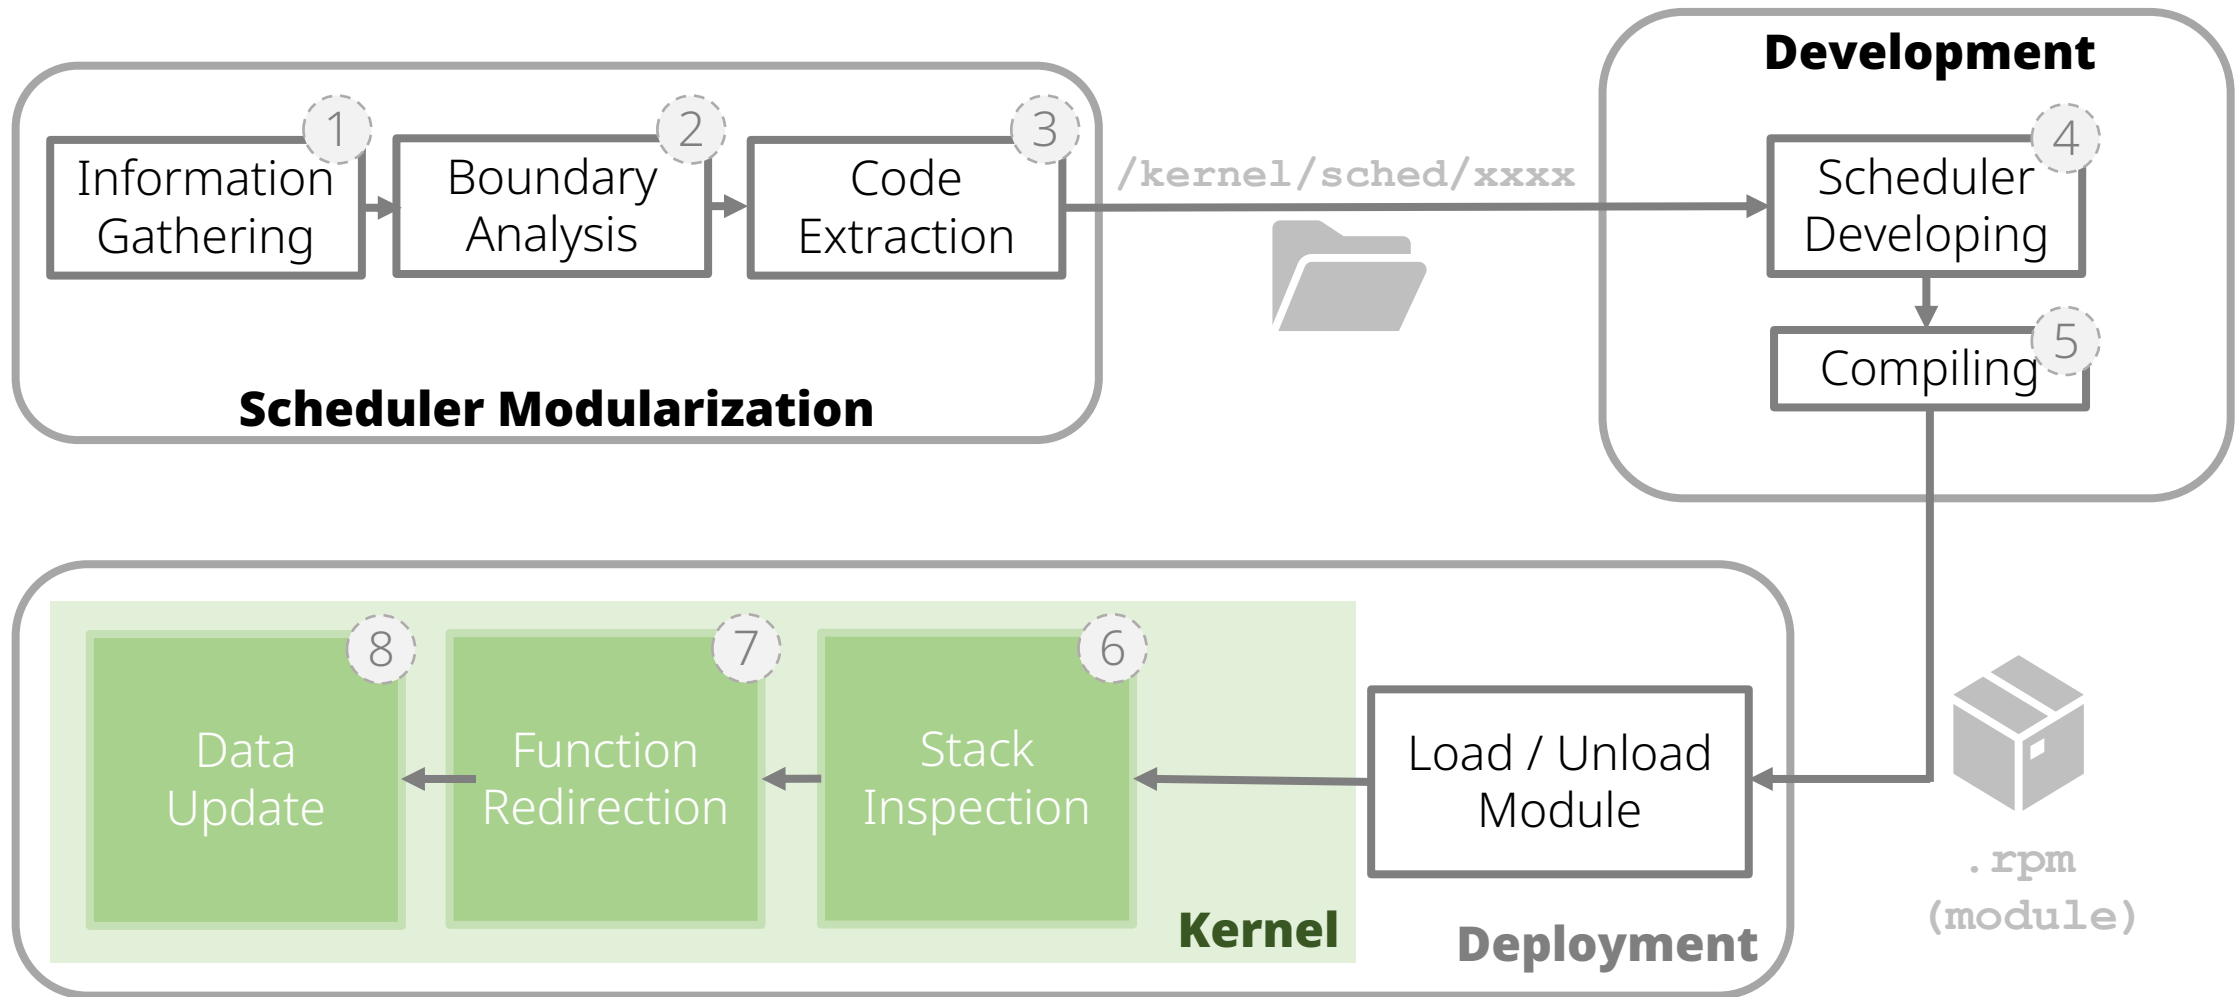 1
Information
Gathering
2
Boundary
Analysis
3
Code
Extraction
Scheduler Modularization
/kernel/sched/xxxx
Development
4
Scheduler
Developing
5
Compiling
8
Data
Update
7
Function
Redirection
6
Stack
Inspection
Kernel
Load / Unload
Module
Deployment
.rpm
(module)